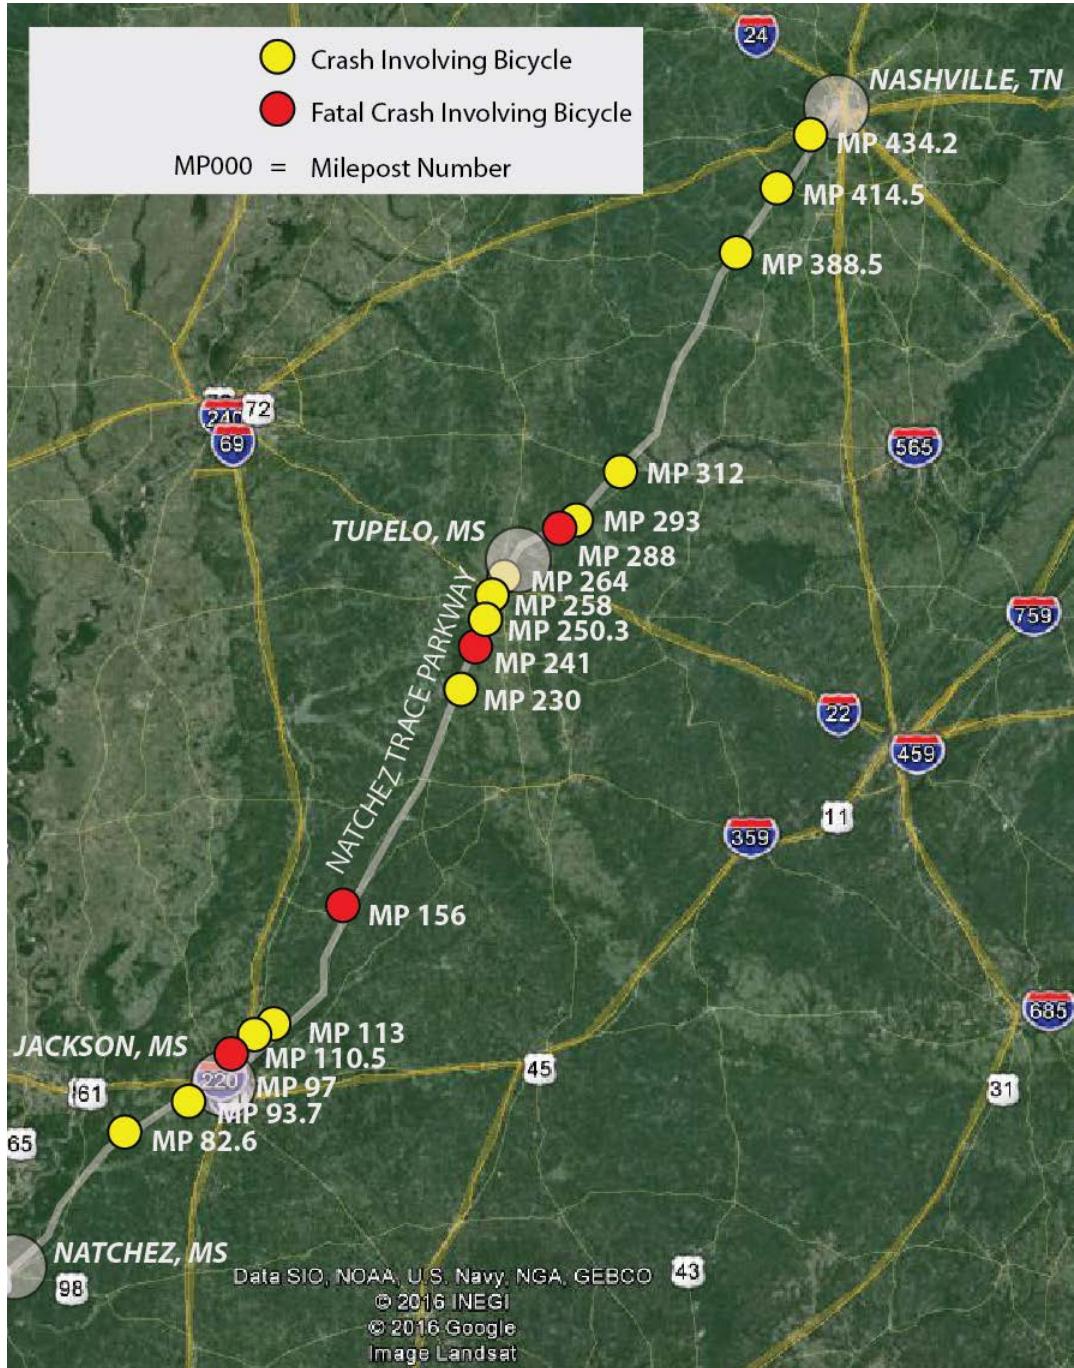 Crash Involving Bicycle
Fatal Crash Involving Bicycle
MP000 = Milepost Number
24
NASHVILLE, TN
MP 434.2
MP 414.5
MP 388.5
240
72
69
565
MP 312
TUPELO, MS
MP 293
MP 288
MP 264
MP 258
MP 250.3
MP 241
MP 230
NATCHEZ TRACE PARKWAY
759
22
459
11
359
MP 156
685
MP 113
JACKSON, MS
MP 110.5
45
220
MP 97
61
31
MP 93.7
MP 82.6
65
NATCHEZ, MS
98
43
Data SIO, NOAA, U.S. Navy, NGA, GEBCO
© 2016 INEGI
© 2016 Google
Image Landsat